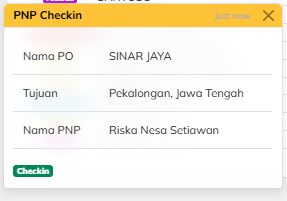 PNP Checkin Just now
Nama PO SINAR JAYA
Tujuan Pekalongan, Jawa Tengah
Nama PNP Riska Nesa Setiawan
Checkin